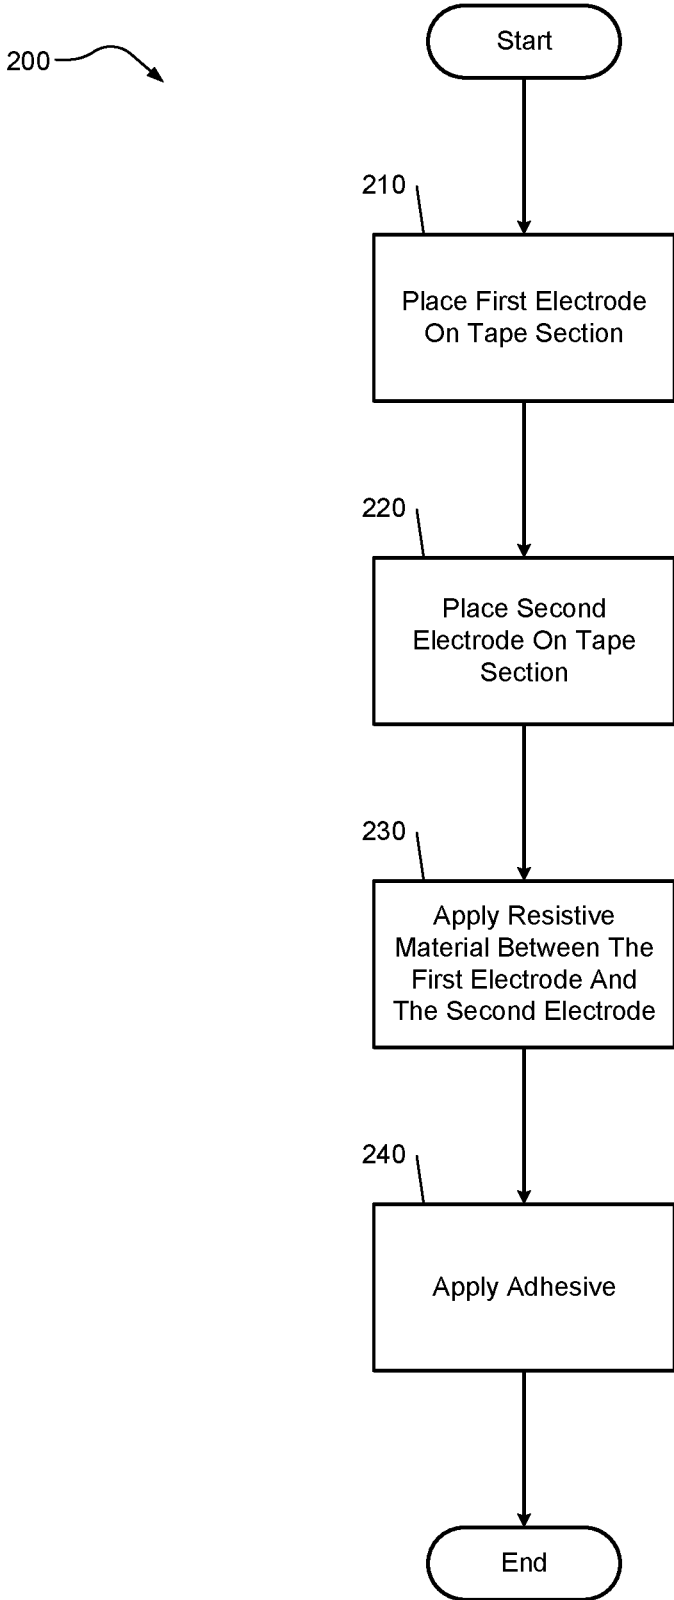 Start
200
210
Place First Electrode
On Tape Section
220
Place Second
Electrode On Tape
Section
230
Apply Resistive
Material Between The
First Electrode And
The Second Electrode
240
Apply Adhesive
End